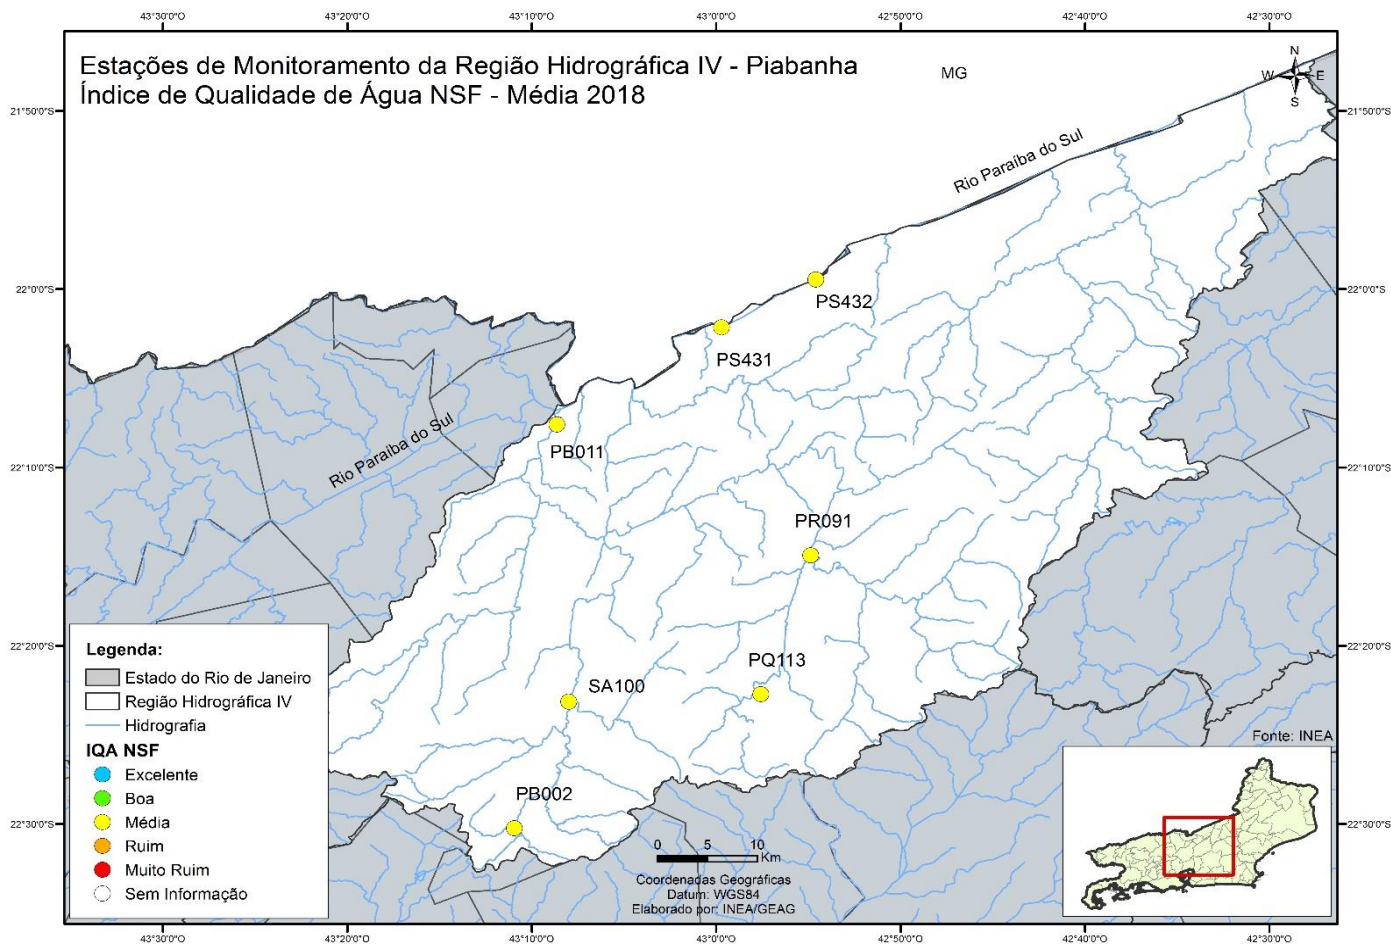 43°30'0"O 43°20'0"O 43°10'0"O 43°0'0"O 42°50'0"O 42°40'0"O 42°30'0"O
Estações de Monitoramento da Região Hidrográfica IV - Piabanha
Índice de Qualidade de Água NSF - Média 2018
MG
N
W E
S
21°50'0"S 21°50'0"S
Rio Paraíba do Sul
22°0'0"S 22°0'0"S
PS432
PS431
Rio Paraíba do Sul
PB011
22°10'0"S 22°10'0"S
PR091
22°20'0"S 22°20'0"S
PQ113
SA100
PB002
22°30'0"S 22°30'0"S
Legenda:
Estado do Rio de Janeiro
Região Hidrográfica IV
Hidrografia
IQA NSF
Excelente
Boa
Média
Ruim
Muito Ruim
Sem Informação
0 5 10
Km
Coordenadas Geográficas
Datum: WGS84
Elaborado por: INEA/GEAG
Fonte: INEA
43°30'0"O 43°20'0"O 43°10'0"O 43°0'0"O 42°50'0"O 42°40'0"O 42°30'0"O